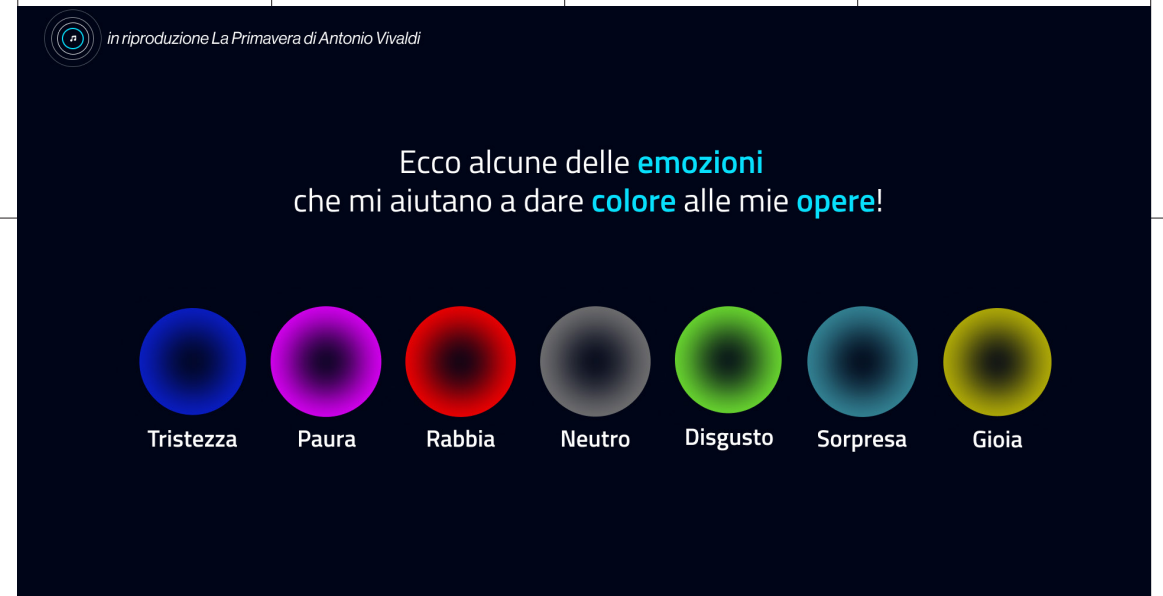 in riproduzione La Primavera di Antonio Vivaldi
Ecco alcune delle emozioni
che mi aiutano a dare colore alle mie opere!
Tristezza
Paura
Rabbia
Neutro
Disgusto
Sorpresa
Gioia